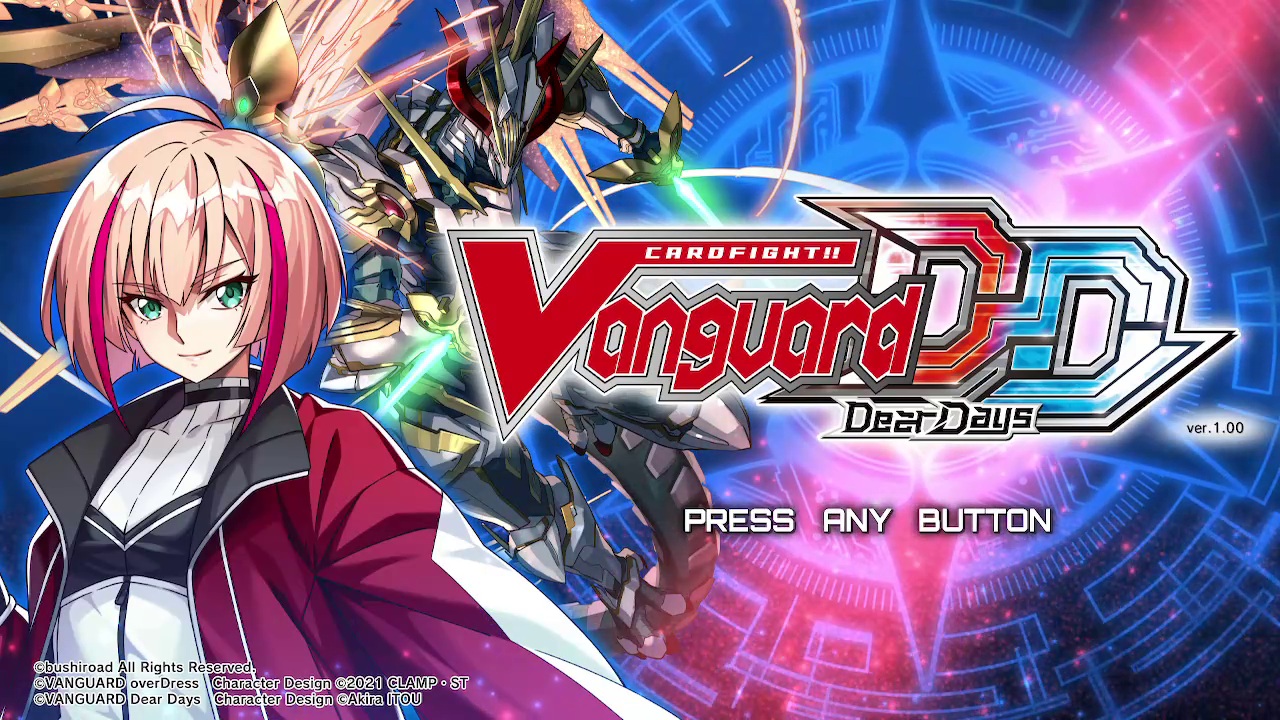 CARDFIGHT!!
Vanguard DD
Dear Days
ver.1.00
PRESS ANY BUTTON
©bushiroad All Rights Reserved.
©VANGUARD overDress Character Design ©2021 CLAMP・ST
©VANGUARD Dear Days Character Design ©Akira ITOU